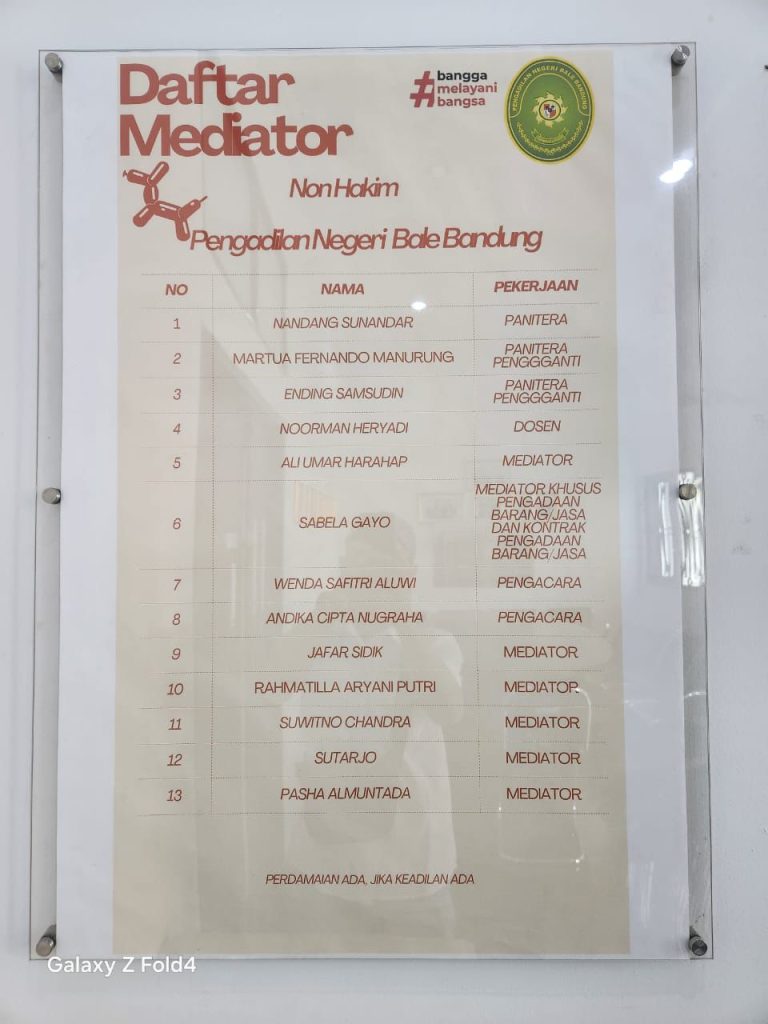 Daftar
Mediator
#bangga
melayani
bangsa
PENGADILAN NEGERI BALE BANDUNG
Non Hakim
Pengadilan Negeri Bale Bandung
NO NAMA PEKERJAAN
1 NANDANG SUNANDAR PANITERA
2 MARTUA FERNANDO MANURUNG PANITERA
PENGGGANTI
3 ENDING SAMSUDIN PANITERA
PENGGGANTI
4 NOORMAN HERYADI DOSEN
5 ALI UMAR HARAHAP MEDIATOR
6 SABELA GAYO MEDIATOR KHUSUS
PENGADAAN
BARANG/JASA
DAN KONTRAK
PENGADAAN
BARANG/JASA
7 WENDA SAFITRI ALUWI PENGACARA
8 ANDIKA CIPTA NUGRAHA PENGACARA
9 JAFAR SIDIK MEDIATOR
10 RAHMATILLA ARYANI PUTRI MEDIATOR
11 SUWITNO CHANDRA MEDIATOR
12 SUTARJO MEDIATOR
13 PASHA ALMUNTADA MEDIATOR
PERDAMAIAN ADA, JIKA KEADILAN ADA
Galaxy Z Fold4